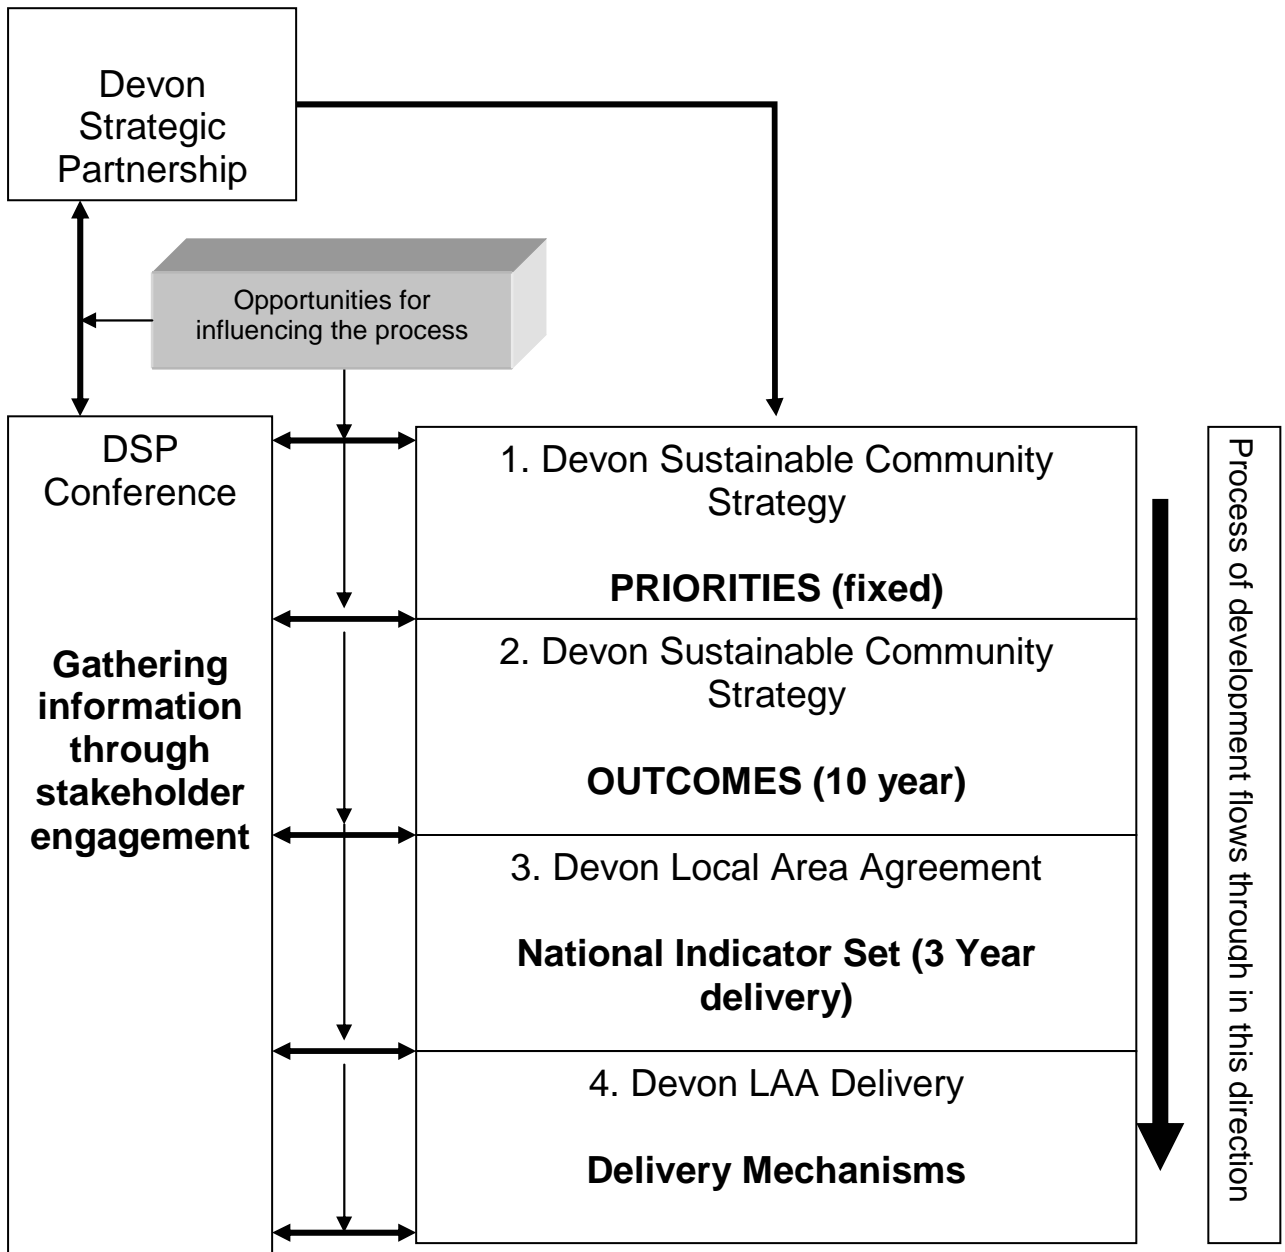 Devon
Strategic
Partnership
Opportunities for
influencing the process
DSP
Conference
Gathering
information
through
stakeholder
engagement
1. Devon Sustainable Community
Strategy
PRIORITIES (fixed)
2. Devon Sustainable Community
Strategy
OUTCOMES (10 year)
3. Devon Local Area Agreement
National Indicator Set (3 Year
delivery)
4. Devon LAA Delivery
Delivery Mechanisms
Process of development flows through in this direction